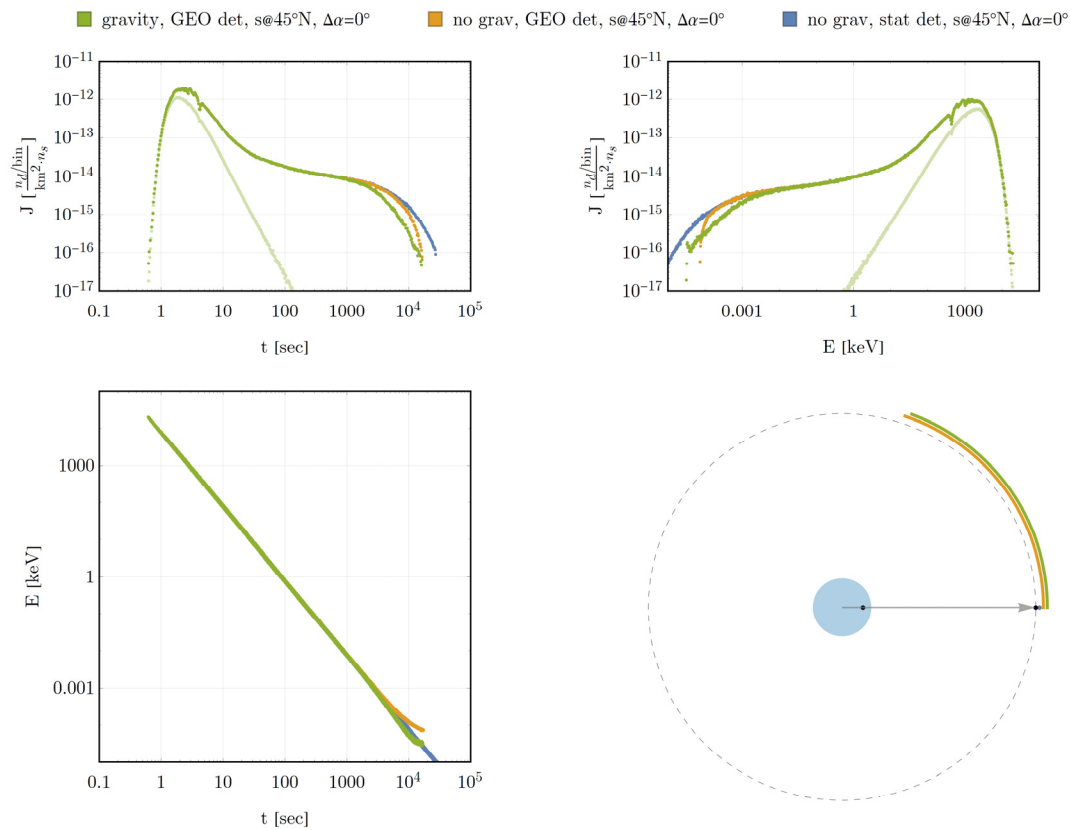 gravity, GEO det, s@45°N, Δα=0° no grav, GEO det, s@45°N, Δα=0° no grav, stat det, s@45°N, Δα=0°
J [n_d/bin / km²·n_s]
10⁻¹¹
10⁻¹²
10⁻¹³
10⁻¹⁴
10⁻¹⁵
10⁻¹⁶
10⁻¹⁷
0.1 1 10 100 1000 10⁴ 10⁵
t [sec]
J [n_d/bin / km²·n_s]
10⁻¹¹
10⁻¹²
10⁻¹³
10⁻¹⁴
10⁻¹⁵
10⁻¹⁶
10⁻¹⁷
0.001 1 1000
E [keV]
E [keV]
1000
1
0.001
0.1 1 10 100 1000 10⁴ 10⁵
t [sec]